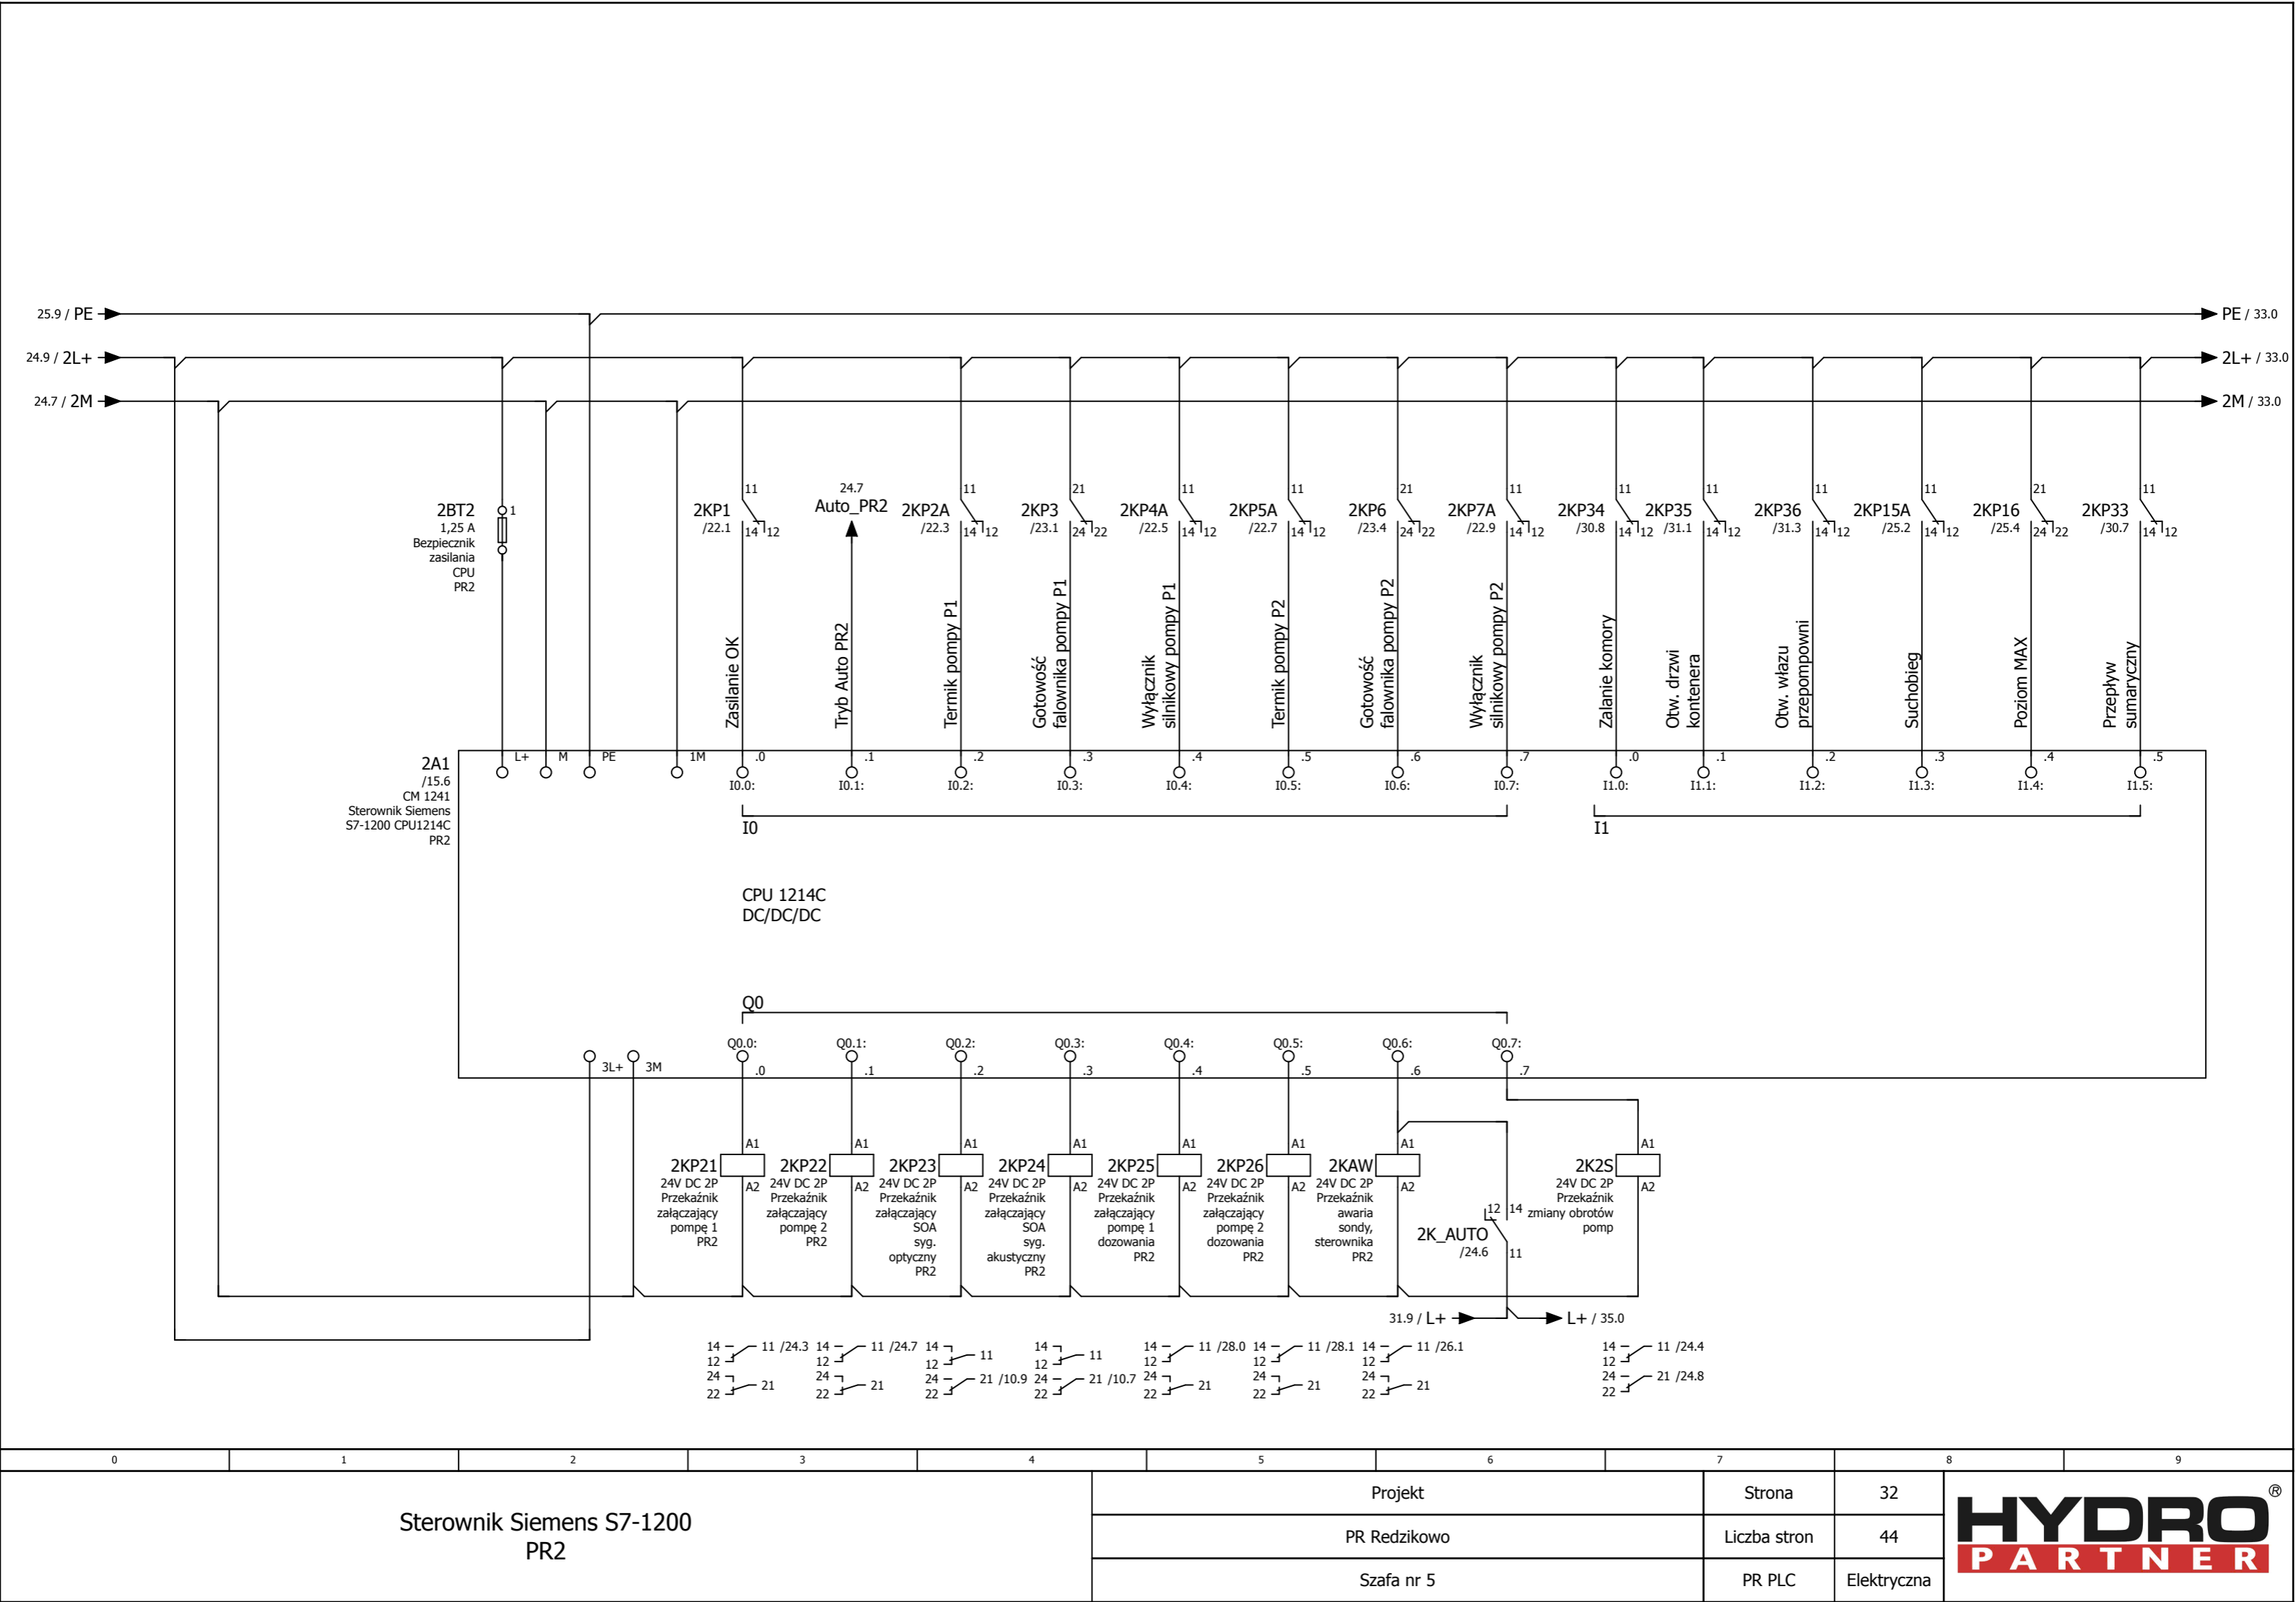 25.9 / PE
PE / 33.0
24.9 / 2L+
2L+ / 33.0
24.7 / 2M
2M / 33.0
2BT2
1,25 A
Bezpiecznik
zasilania
CPU
PR2
1
2KP1
/22.1
11
14
12
24.7
Auto_PR2
2KP2A
/22.3
11
14
12
2KP3
/23.1
21
24
22
2KP4A
/22.5
11
14
12
2KP5A
/22.7
11
14
12
2KP6
/23.4
21
24
22
2KP7A
/22.9
11
14
12
2KP34
/30.8
11
14
12
2KP35
/31.1
11
14
12
2KP36
/31.3
11
14
12
2KP15A
/25.2
11
14
12
2KP16
/25.4
21
24
22
2KP33
/30.7
11
14
12
Zasilanie OK
Tryb Auto PR2
Termik pompy P1
Gotowość
falownika pompy P1
Wyłącznik
silnikowy pompy P1
Termik pompy P2
Gotowość
falownika pompy P2
Wyłącznik
silnikowy pompy P2
Zalanie komory
Otw. drzwi
kontenera
Otw. włazu
przepompowni
Suchobieg
Poziom MAX
Przepływ
sumaryczny
2A1
/15.6
CM 1241
Sterownik Siemens
S7-1200 CPU1214C
PR2
L+ M PE 1M .0 .1 .2 .3 .4 .5 .6 .7 .0 .1 .2 .3 .4 .5
I0.0: I0.1: I0.2: I0.3: I0.4: I0.5: I0.6: I0.7: I1.0: I1.1: I1.2: I1.3: I1.4: I1.5:
I0
I1
CPU 1214C
DC/DC/DC
Q0
Q0.0: Q0.1: Q0.2: Q0.3: Q0.4: Q0.5: Q0.6: Q0.7:
3L+ 3M .0 .1 .2 .3 .4 .5 .6 .7
2KP21
24V DC 2P
Przekaźnik
załączający
pompę 1
PR2
A1
A2
2KP22
24V DC 2P
Przekaźnik
załączający
pompę 2
PR2
A1
A2
2KP23
24V DC 2P
Przekaźnik
załączający
SOA
syg.
optyczny
PR2
A1
A2
2KP24
24V DC 2P
Przekaźnik
załączający
SOA
syg.
akustyczny
PR2
A1
A2
2KP25
24V DC 2P
Przekaźnik
załączający
pompę 1
dozowania
PR2
A1
A2
2KP26
24V DC 2P
Przekaźnik
załączający
pompę 2
dozowania
PR2
A1
A2
2KAW
24V DC 2P
Przekaźnik
awaria
sondy,
sterownika
PR2
A1
A2
2K_AUTO
/24.6
12
14
11
2K2S
24V DC 2P
Przekaźnik
zmiany obrotów
pomp
A1
A2
31.9 / L+
L+ / 35.0
14 11 /24.3 14 11 /24.7 14 11 14 11 14 11 /28.0 14 11 /28.1 14 11 /26.1 14 11 /24.4
12 12 12 12 12 12 12 12
24 21 24 21 24 21 /10.9 24 21 /10.7 24 21 24 21 24 21 24 21 /24.8
22 22 22 22 22 22 22 22
0 1 2 3 4 5 6 7 8 9
Sterownik Siemens S7-1200
PR2
Projekt
PR Redzikowo
Szafa nr 5
Strona 32
Liczba stron 44
PR PLC Elektryczna
HYDRO ®
PARTNER